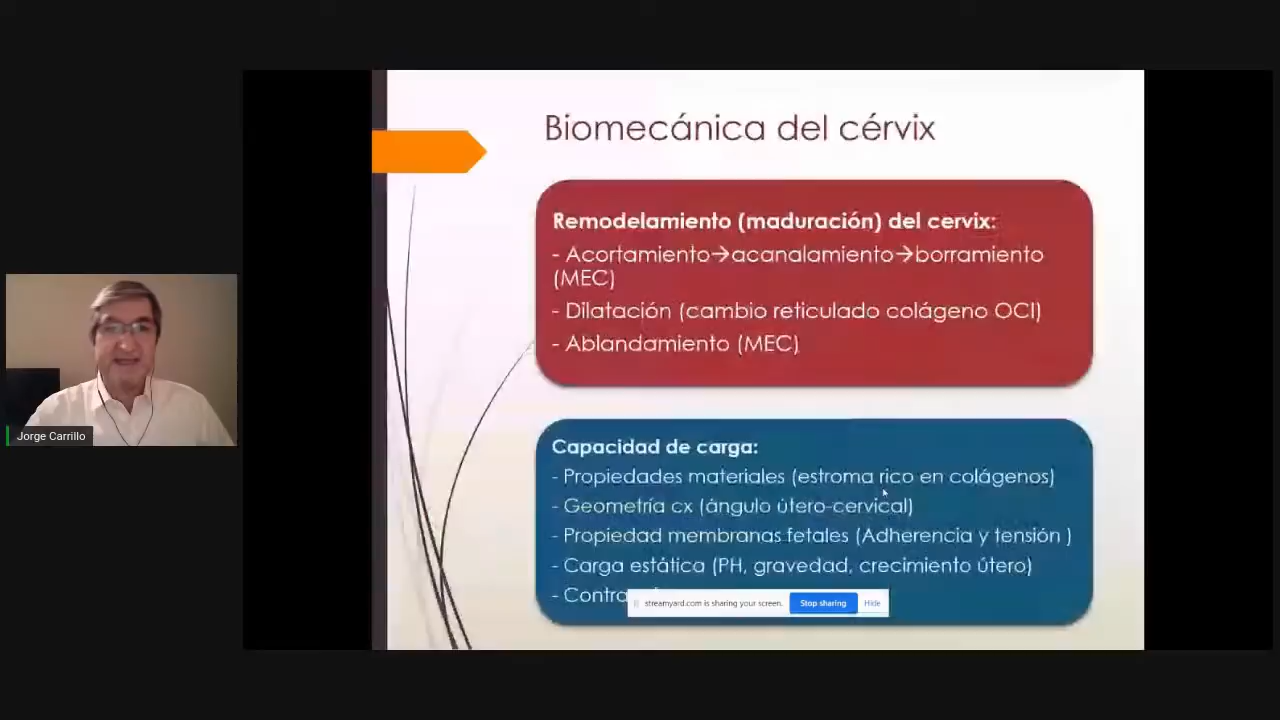 Biomecánica del cérvix
Remodelamiento (maduración) del cervix:
- Acortamiento→acanalamiento→borramiento
(MEC)
- Dilatación (cambio reticulado colágeno OCI)
- Ablandamiento (MEC)
Capacidad de carga:
- Propiedades materiales (estroma rico en colágenos)
- Geometría cx (ángulo útero-cervical)
- Propiedad membranas fetales (Adherencia y tensión )
- Carga estática (PH, gravedad, crecimiento útero)
streamyard.com is sharing your screen. Stop sharing Hide
Jorge Carrillo